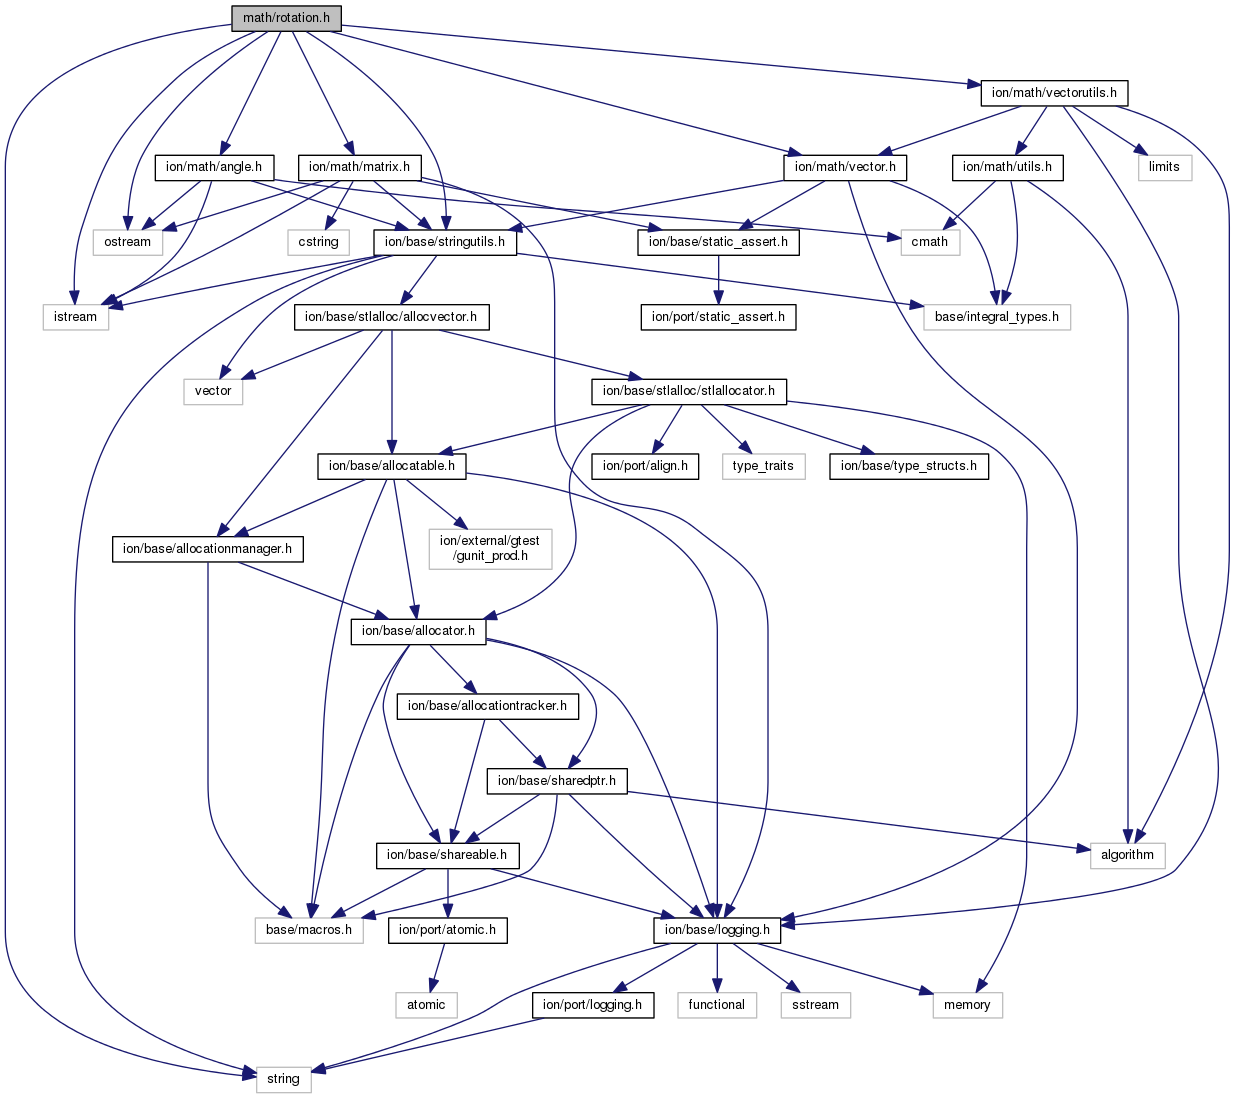 math/rotation.h
ion/math/vectorutils.h
ion/math/angle.h
ion/math/matrix.h
ion/math/vector.h
ion/math/utils.h
limits
ostream
cstring
ion/base/stringutils.h
ion/base/static_assert.h
cmath
istream
ion/base/stlalloc/allocvector.h
ion/port/static_assert.h
base/integral_types.h
vector
ion/base/stlalloc/stlallocator.h
ion/base/allocatable.h
ion/port/align.h
type_traits
ion/base/type_structs.h
ion/base/allocationmanager.h
ion/external/gtest
/gunit_prod.h
ion/base/allocator.h
ion/base/allocationtracker.h
ion/base/sharedptr.h
ion/base/shareable.h
algorithm
base/macros.h
ion/port/atomic.h
ion/base/logging.h
atomic
ion/port/logging.h
functional
sstream
memory
string